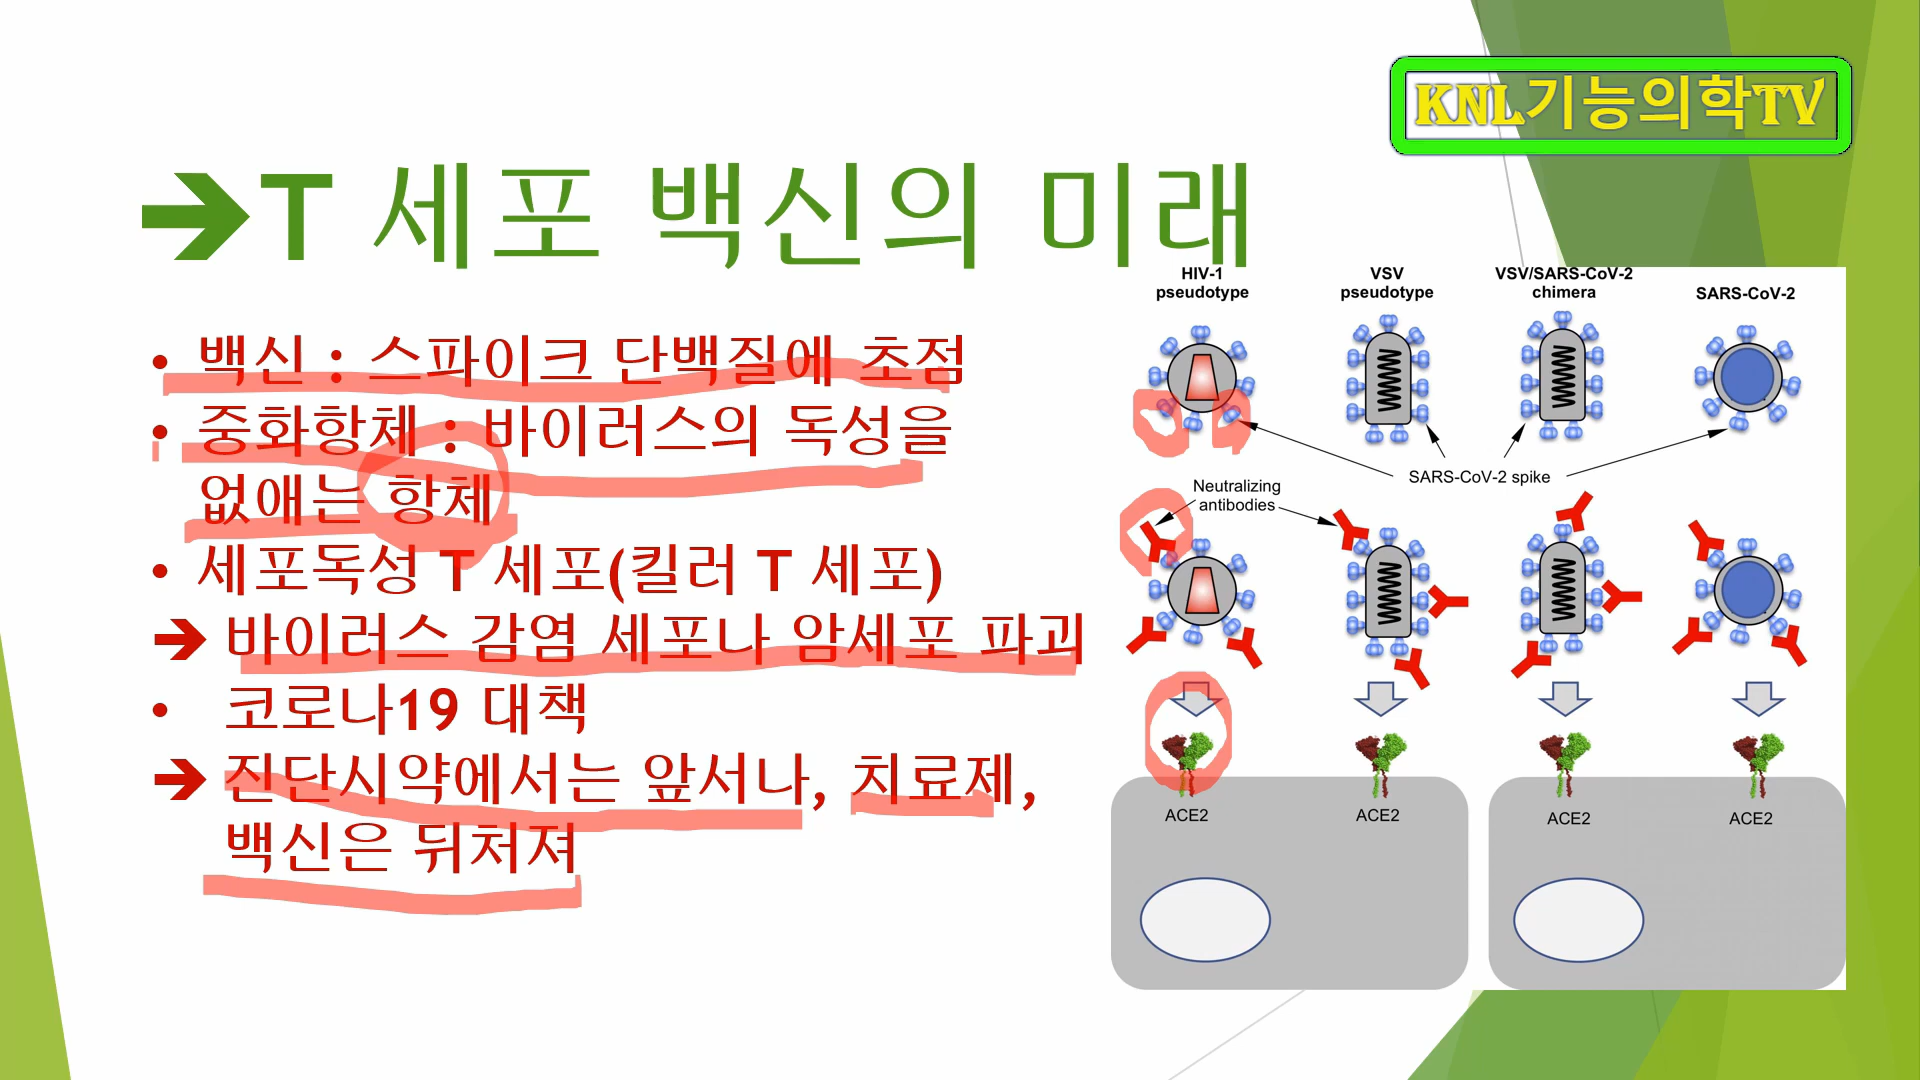 KNL기능의학TV
➔T 세포 백신의 미래
• 백신 : 스파이크 단백질에 초점
• 중화항체 : 바이러스의 독성을
없애는 항체
• 세포독성 T 세포(킬러 T 세포)
➔ 바이러스 감염 세포나 암세포 파괴
• 코로나19 대책
➔ 진단시약에서는 앞서나, 치료제,
백신은 뒤처져
HIV-1
pseudotype
VSV
pseudotype
VSV/SARS-CoV-2
chimera
SARS-CoV-2
SARS-CoV-2 spike
Neutralizing
antibodies
ACE2
ACE2
ACE2
ACE2